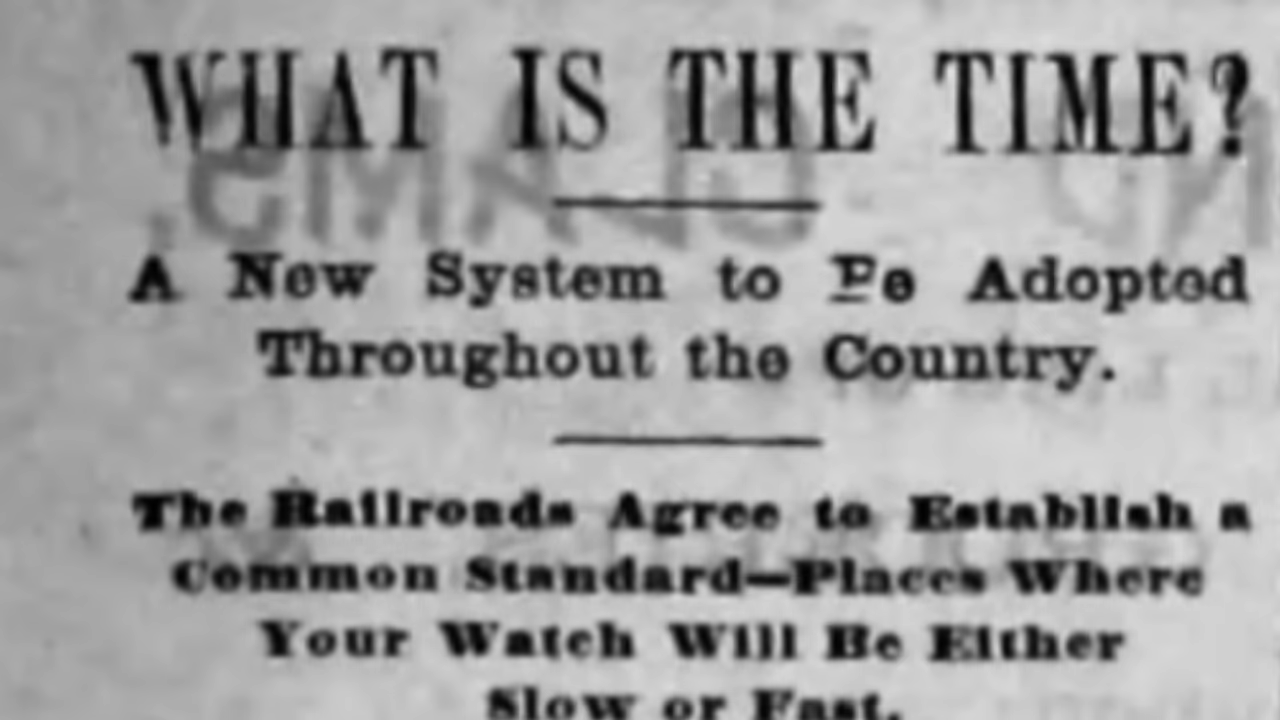 WHAT IS THE TIME?
A New System to Be Adopted
Throughout the Country.
The Railroads Agree to Establish a
Common Standard—Places Where
Your Watch Will Be Either
Slow or Fast.